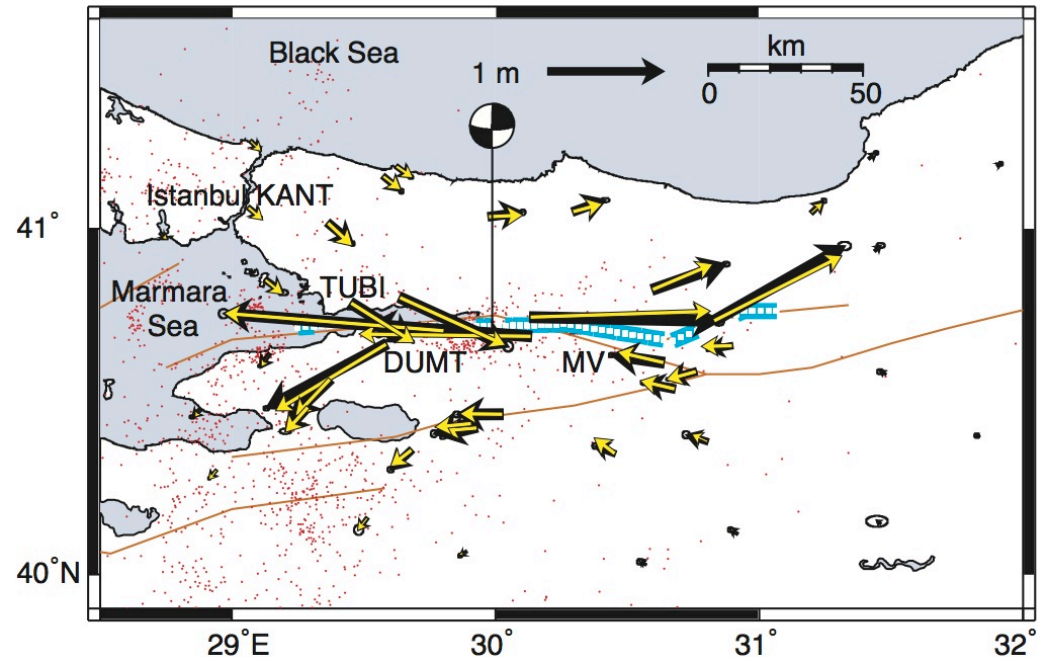 Black Sea
km
1 m
0 50
Istanbul KANT
41˚
Marmara
Sea
TUBI
DUMT
MV
40˚N
29˚E 30˚ 31˚ 32˚